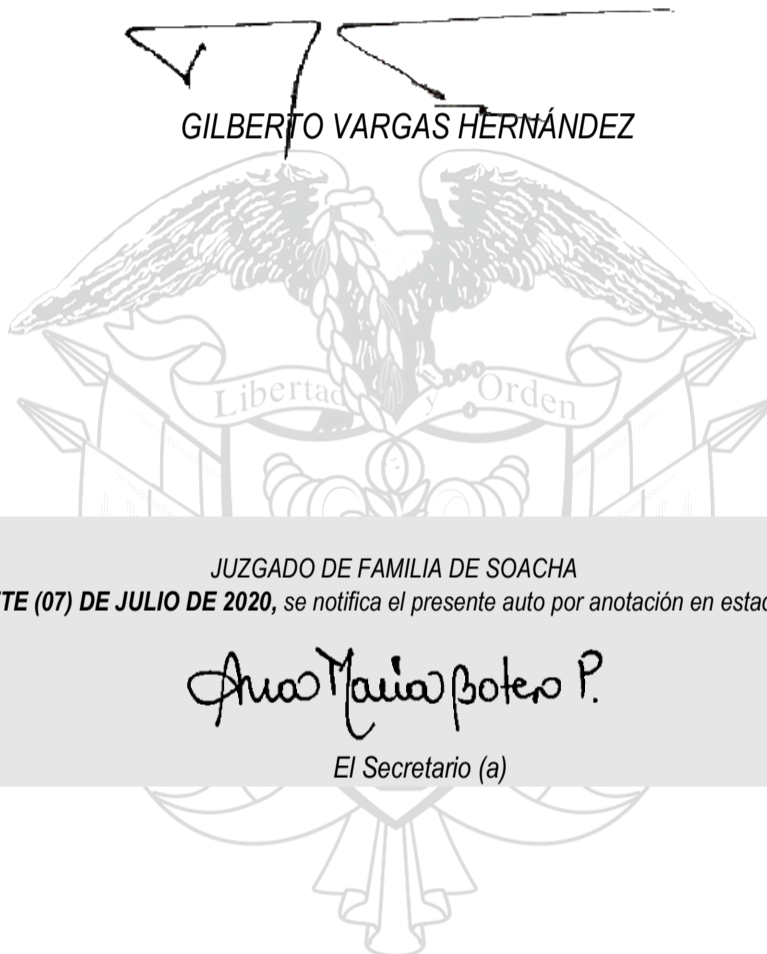 GILBERTO VARGAS HERNÁNDEZ
Libertad y Orden
JUZGADO DE FAMILIA DE SOACHA
TE (07) DE JULIO DE 2020, se notifica el presente auto por anotación en estad
Ana Maria Botero P.
El Secretario (a)